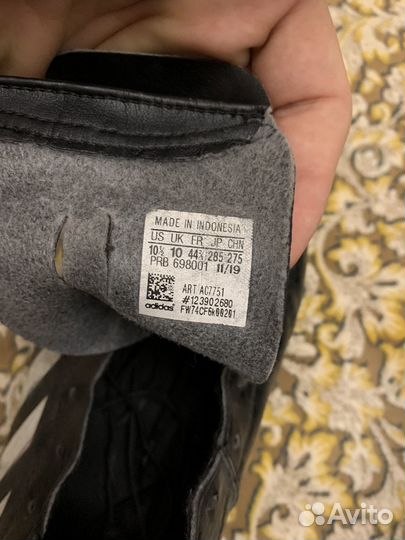 MADE IN INDONESIA
US UK FR JP CHN
10½ 10 44⅔ 285 275
PRB 698001 11/19
ART AC7751
#123902680
adidas
Avito